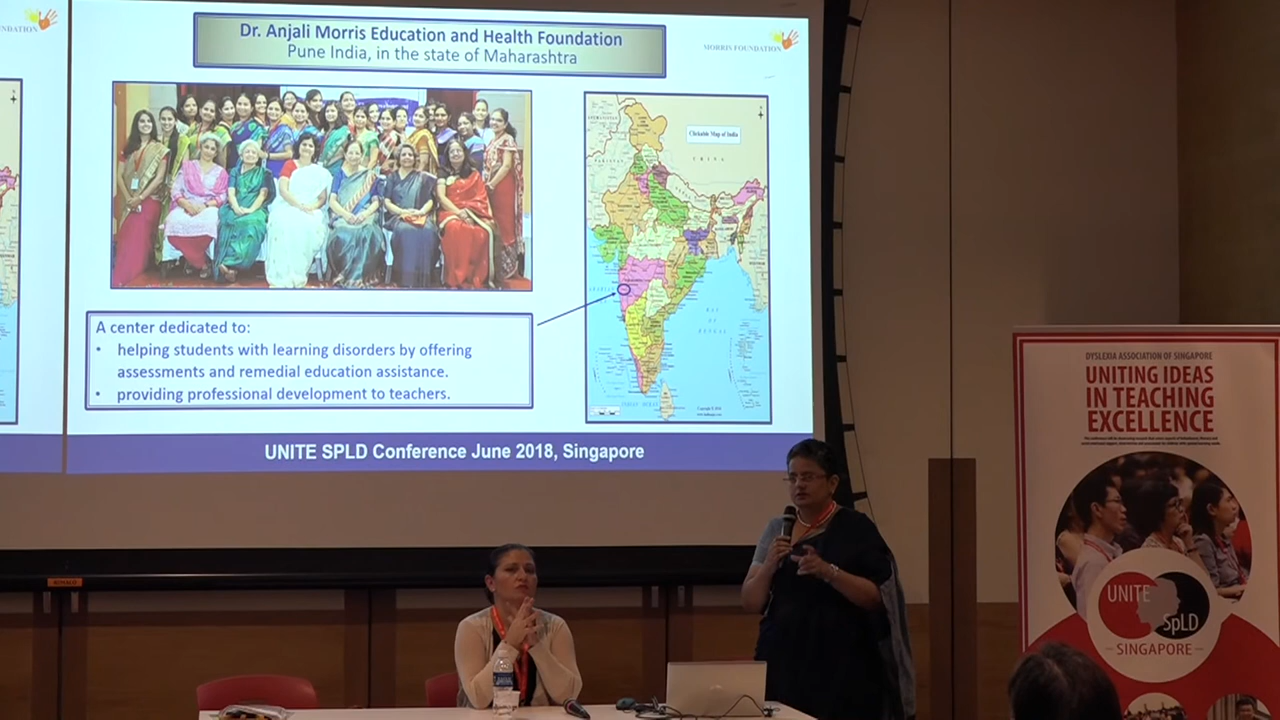 NDATION
Dr. Anjali Morris Education and Health Foundation
Pune India, in the state of Maharashtra
MORRIS FOUNDATION
Clickable Map of India
CHINA
A center dedicated to:
• helping students with learning disorders by offering
assessments and remedial education assistance.
• providing professional development to teachers.
UNITE SPLD Conference June 2018, Singapore
DYSLEXIA ASSOCIATION OF SINGAPORE
UNITING IDEAS
IN TEACHING
EXCELLENCE
UNITE
SpLD
SINGAPORE